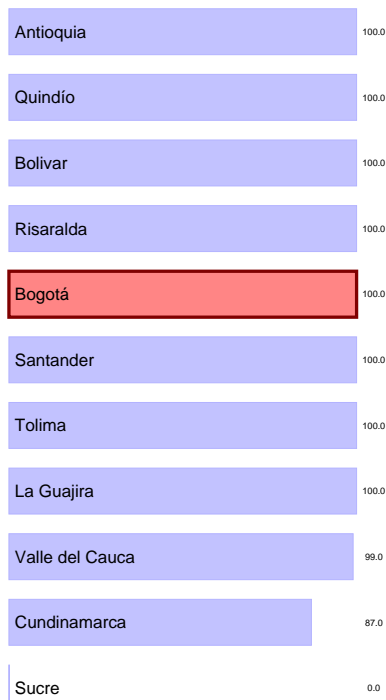 Antioquia 100.0
Quindío 100.0
Bolivar 100.0
Risaralda 100.0
Bogotá 100.0
Santander 100.0
Tolima 100.0
La Guajira 100.0
Valle del Cauca 99.0
Cundinamarca 87.0
Sucre 0.0